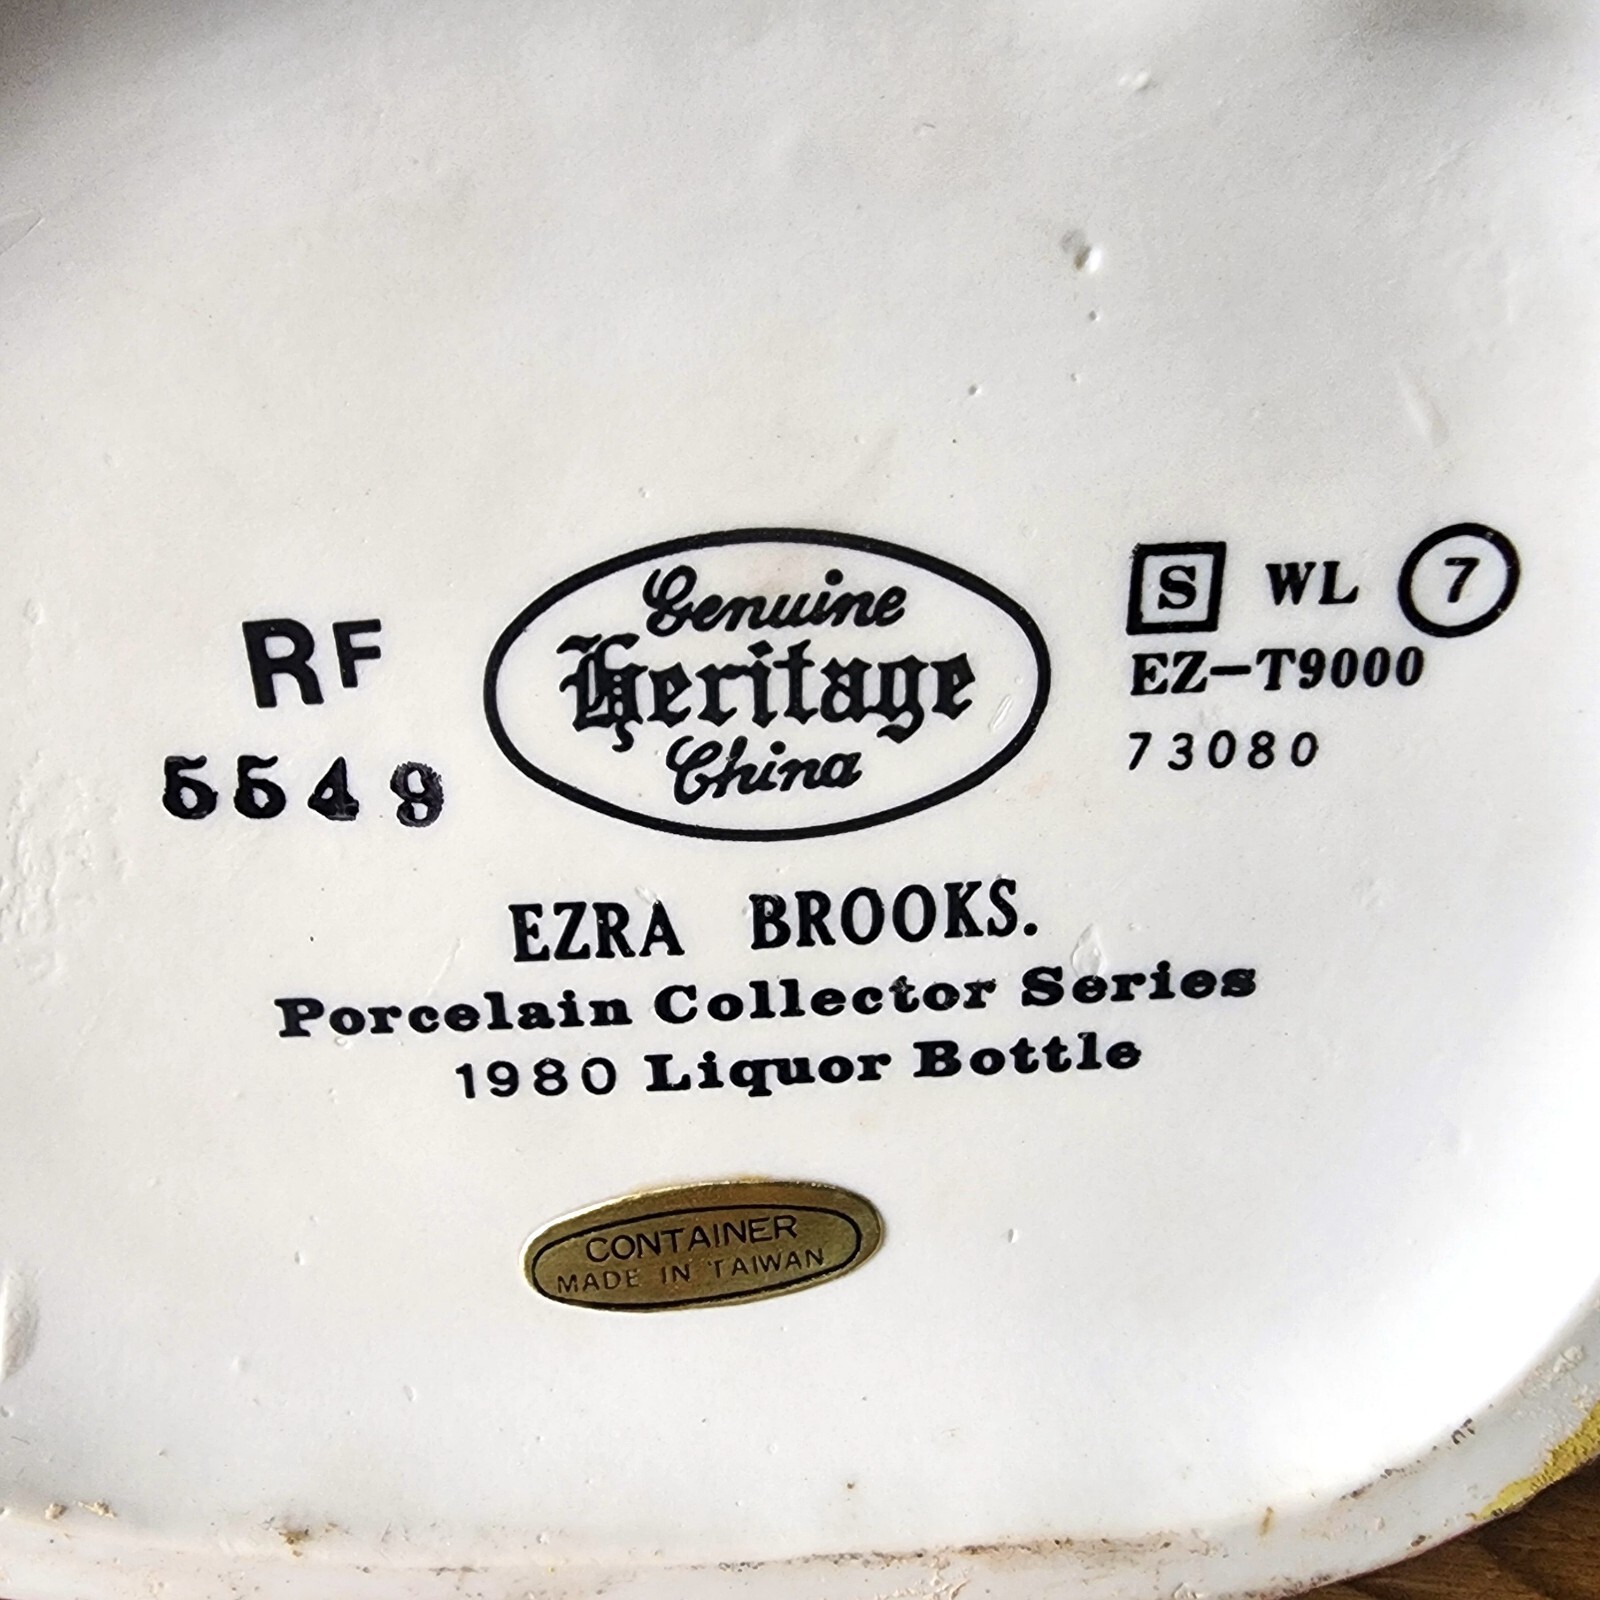 RF
5549
Genuine
Heritage
China
S WL 7
EZ-T9000
73080
EZRA BROOKS.
Porcelain Collector Series
1980 Liquor Bottle
CONTAINER
MADE IN TAIWAN